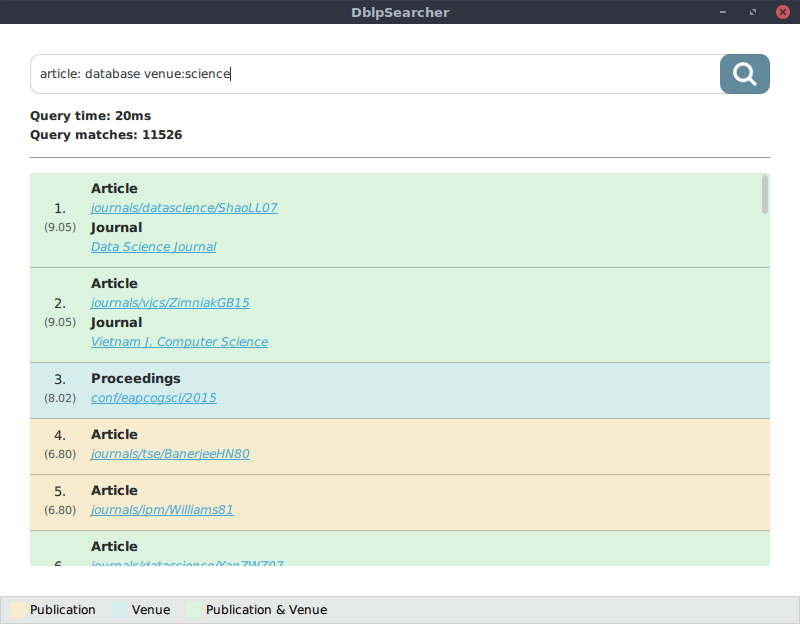 DblpSearcher
article: database venue:science
Query time: 20ms
Query matches: 11526
Article
1.
journals/datascience/ShaoLL07
(9.05)
Journal
Data Science Journal
Article
2.
journals/vjcs/ZimniakGB15
(9.05)
Journal
Vietnam J. Computer Science
3.
Proceedings
(8.02)
conf/eapcogsci/2015
4.
Article
(6.80)
journals/tse/BanerjeeHN80
5.
Article
(6.80)
journals/ipm/Williams81
Article
6.
journals/datascience/YanZWZ07
Publication
Venue
Publication & Venue